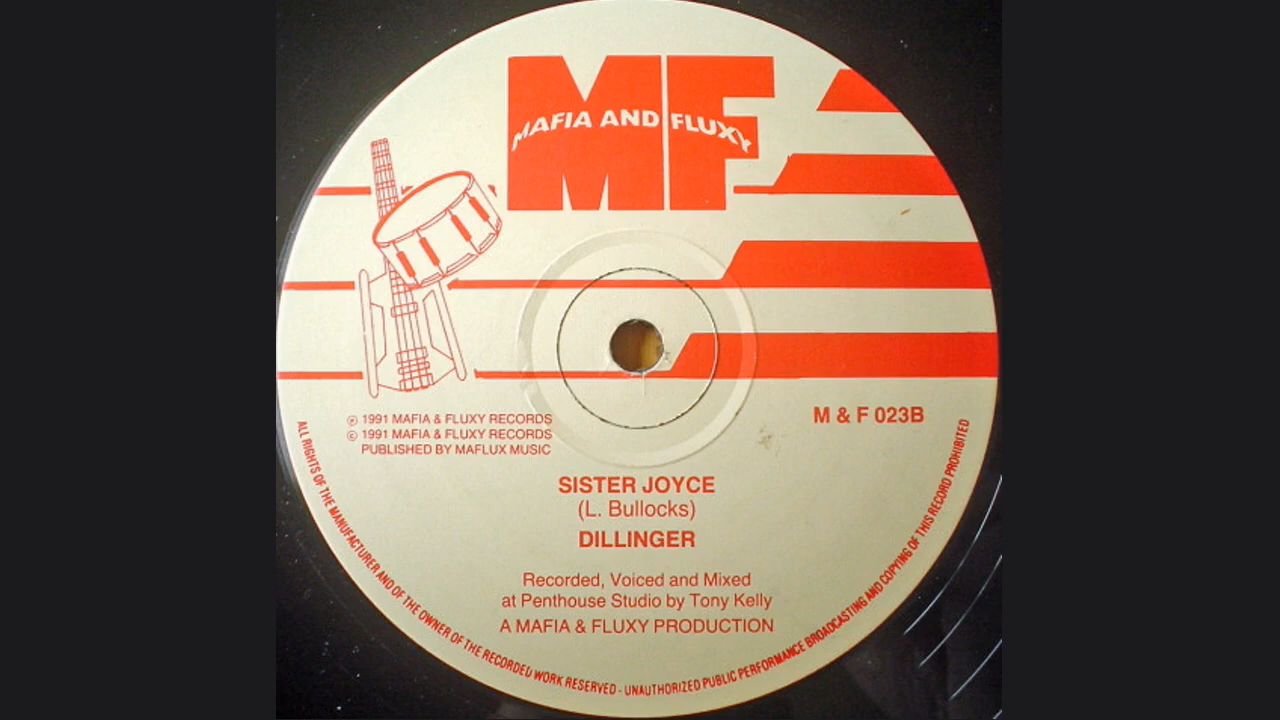 MF
MAFIA AND FLUXY
℗ 1991 MAFIA & FLUXY RECORDS
© 1991 MAFIA & FLUXY RECORDS
PUBLISHED BY MAFLUX MUSIC
M & F 023B
SISTER JOYCE
(L. Bullocks)
DILLINGER
Recorded, Voiced and Mixed
at Penthouse Studio by Tony Kelly
A MAFIA & FLUXY PRODUCTION
ALL RIGHTS OF THE MANUFACTURER AND OF THE OWNER OF THE RECORDED WORK RESERVED - UNAUTHORIZED PUBLIC PERFORMANCE BROADCASTING AND COPYING OF THIS RECORD PROHIBITED